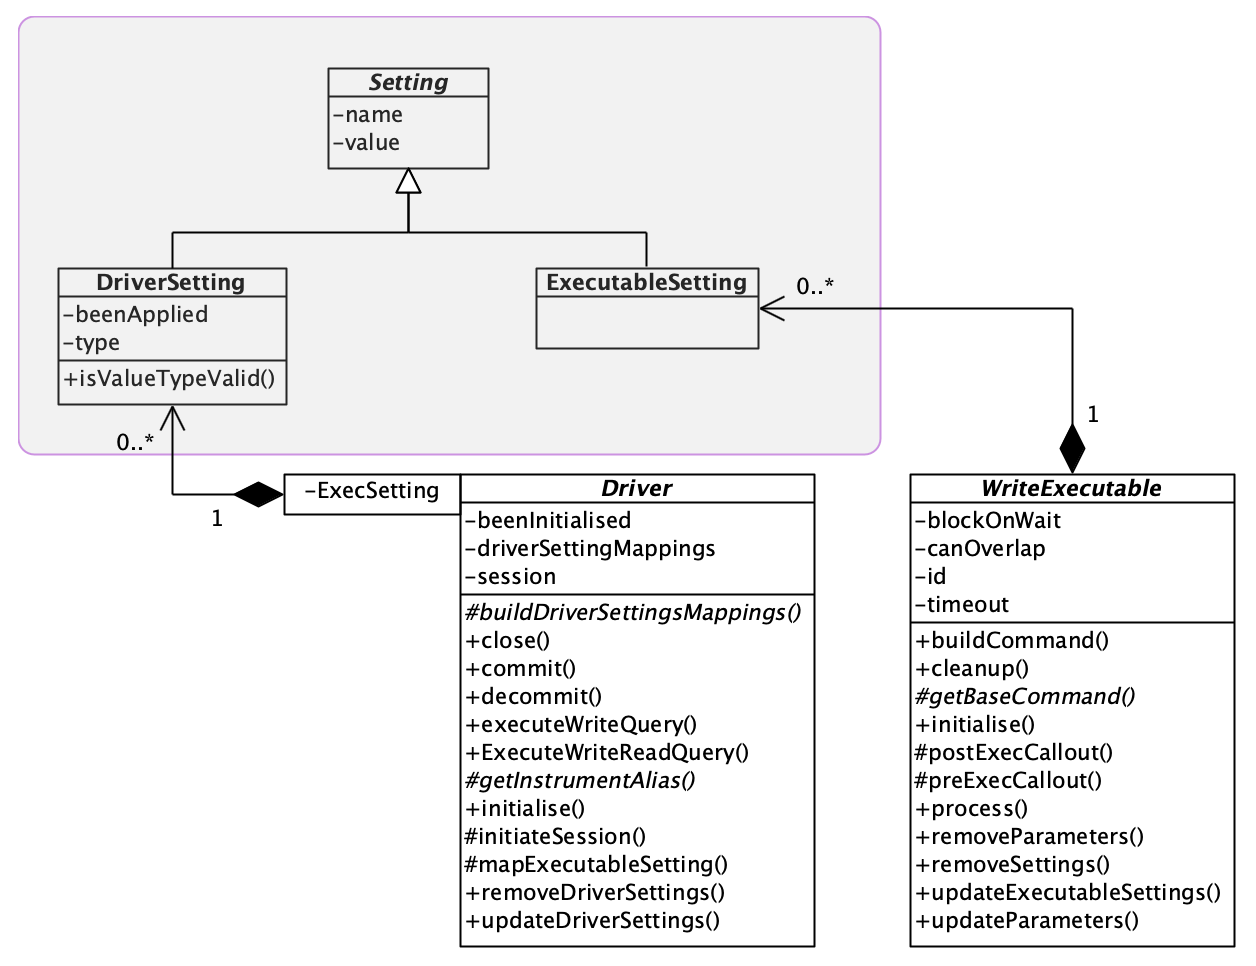 Setting
-name
-value
DriverSetting
-beenApplied
-type
+isValueTypeValid()
0..*
ExecutableSetting
0..*
1
1
-ExecSetting
Driver
-beenInitialised
-driverSettingMappings
-session
#buildDriverSettingsMappings()
+close()
+commit()
+decommit()
+executeWriteQuery()
+ExecuteWriteReadQuery()
#getInstrumentAlias()
+initialise()
#initiateSession()
#mapExecutableSetting()
+removeDriverSettings()
+updateDriverSettings()
WriteExecutable
-blockOnWait
-canOverlap
-id
-timeout
+buildCommand()
+cleanup()
#getBaseCommand()
+initialise()
#postExecCallout()
#preExecCallout()
+process()
+removeParameters()
+removeSettings()
+updateExecutableSettings()
+updateParameters()